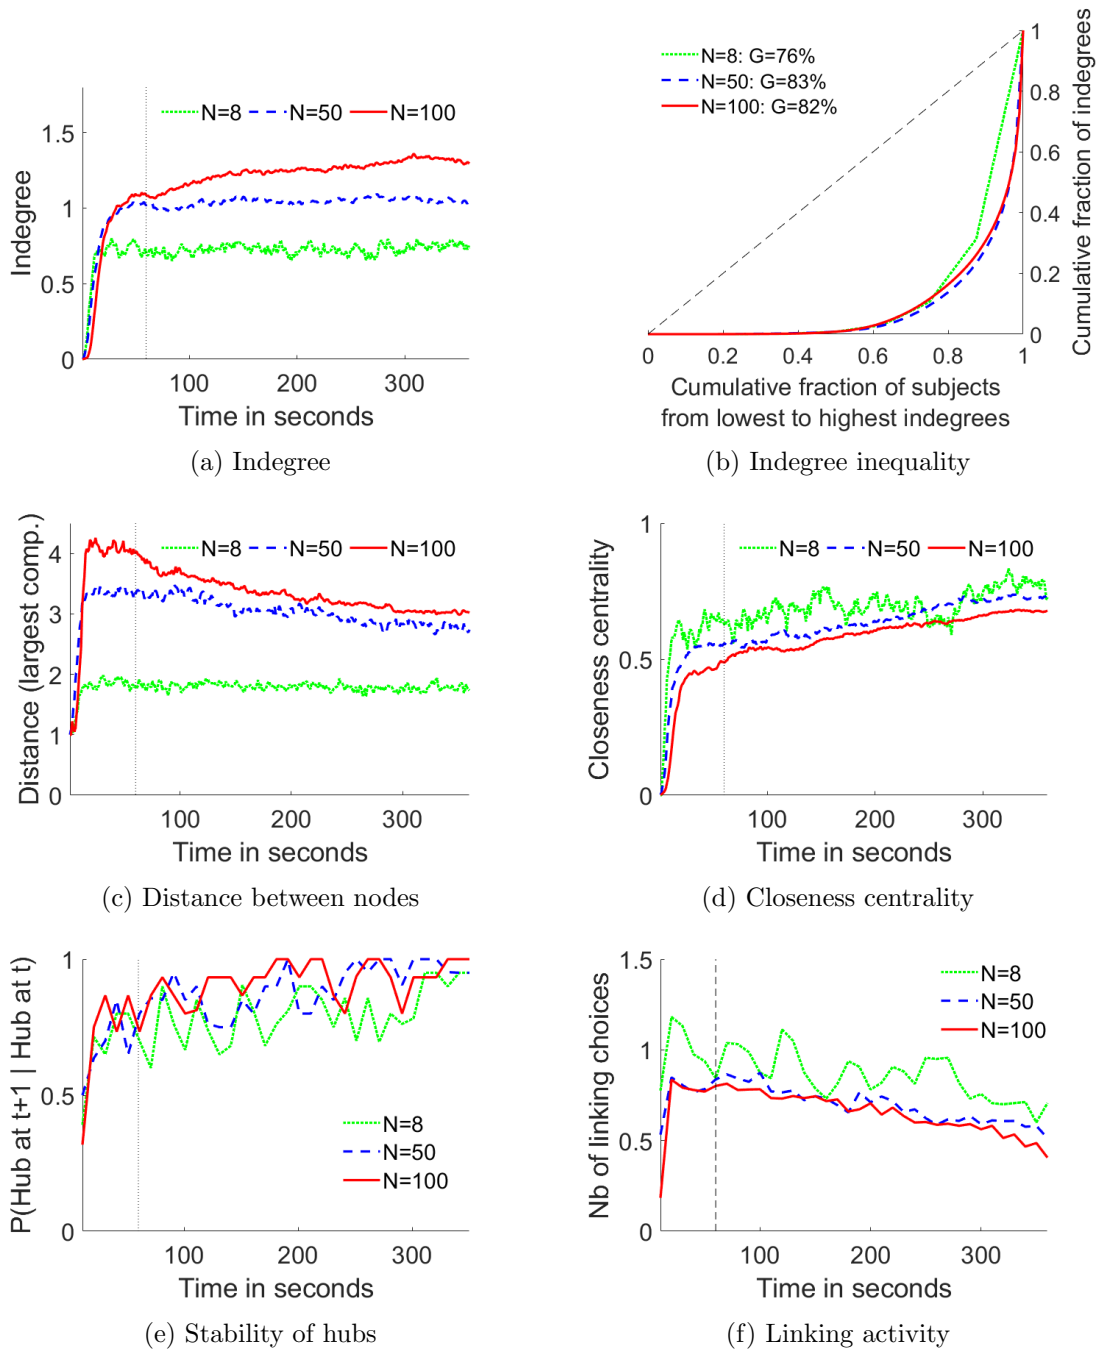 N=8 N=50 N=100
1.5
1
0.5
0
100 200 300
Indegree
Time in seconds
(a) Indegree
N=8: G=76%
N=50: G=83%
N=100: G=82%
1
0.8
0.6
0.4
0.2
0
0 0.2 0.4 0.6 0.8 1
Cumulative fraction of indegrees
Cumulative fraction of subjects
from lowest to highest indegrees
(b) Indegree inequality
N=8 N=50 N=100
4
3
2
1
0
100 200 300
Distance (largest comp.)
Time in seconds
(c) Distance between nodes
N=8 N=50 N=100
1
0.5
0
100 200 300
Closeness centrality
Time in seconds
(d) Closeness centrality
1
0.5
0
N=8
N=50
N=100
100 200 300
P(Hub at t+1 | Hub at t)
Time in seconds
(e) Stability of hubs
N=8
N=50
N=100
1.5
1
0.5
0
100 200 300
Nb of linking choices
Time in seconds
(f) Linking activity